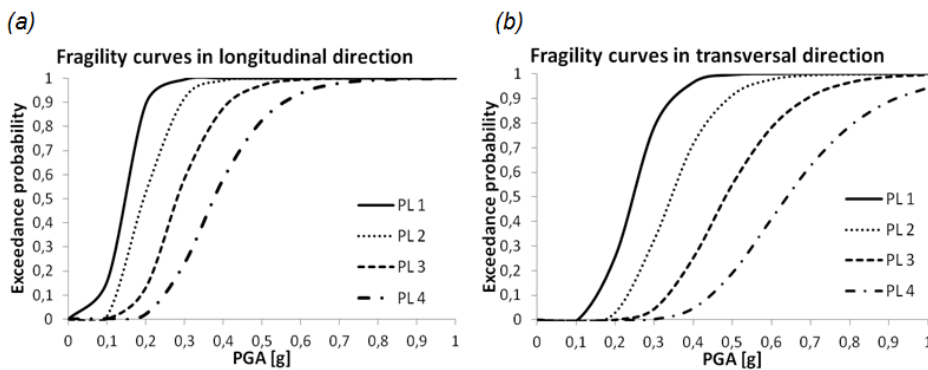 (a)
Fragility curves in longitudinal direction
Exceedance probability
1
0,9
0,8
0,7
0,6
0,5
0,4
0,3
0,2
0,1
0
PL 1
PL 2
PL 3
PL 4
0 0,1 0,2 0,3 0,4 0,5 0,6 0,7 0,8 0,9 1
PGA [g]
(b)
Fragility curves in transversal direction
Exceedance probability
1
0,9
0,8
0,7
0,6
0,5
0,4
0,3
0,2
0,1
0
PL 1
PL 2
PL 3
PL 4
0 0,1 0,2 0,3 0,4 0,5 0,6 0,7 0,8 0,9 1
PGA [g]